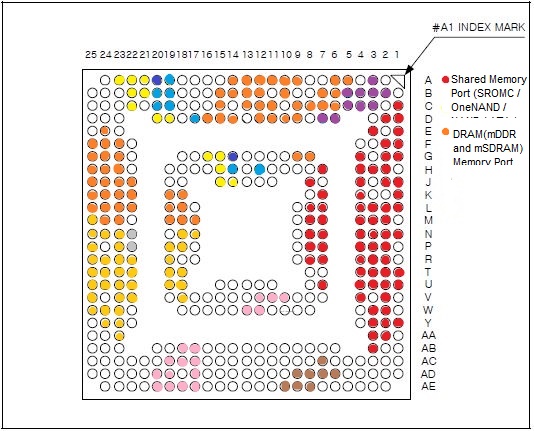 #A1 INDEX MARK
25 24 23 22 21 20 19 18 17 16 15 14 13 12 11 10 9 8 7 6 5 4 3 2 1
A
B
C
D
E
F
G
H
J
K
L
M
N
P
R
T
U
V
W
Y
AA
AB
AC
AD
AE
Shared Memory
Port (SROMC /
OneNAND /
DRAM(mDDR
and mSDRAM)
Memory Port